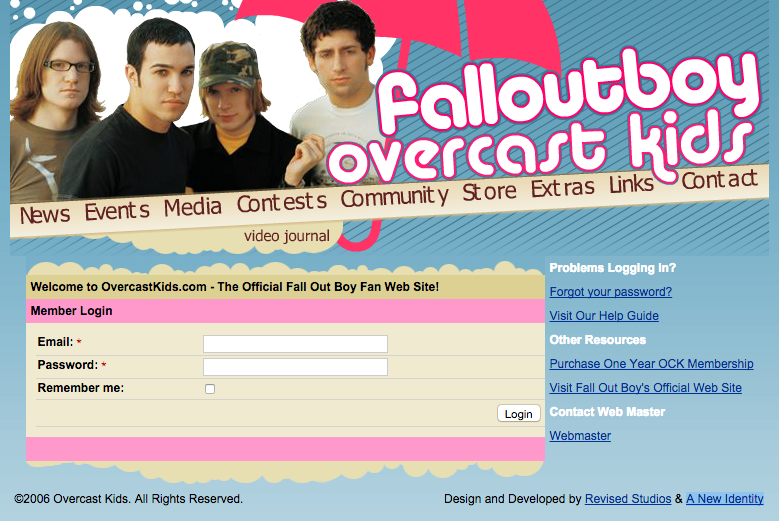 falloutboy
overcast kids
News Events Media Contests Community Store Extras Links Contact
video journal
Welcome to OvercastKids.com - The Official Fall Out Boy Fan Web Site!
Member Login
Email: *
Password: *
Remember me:
Login
Problems Logging in?
Forgot your password?
Visit Our Help Guide
Other Resources
Purchase One Year OCK Membership
Visit Fall Out Boy's Official Web Site
Contact Web Master
Webmaster
©2006 Overcast Kids. All Rights Reserved.
Design and Developed by Revised Studios & A New Identity